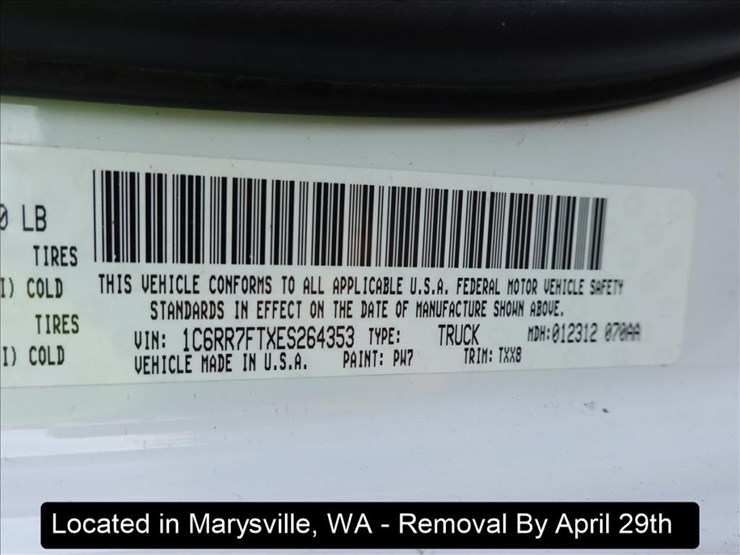 0 LB
TIRES
I) COLD
TIRES
I) COLD
THIS VEHICLE CONFORMS TO ALL APPLICABLE U.S.A. FEDERAL MOTOR VEHICLE SAFETY
STANDARDS IN EFFECT ON THE DATE OF MANUFACTURE SHOWN ABOVE.
VIN: 1C6RR7FTXES264353 TYPE: TRUCK MDH:012312 070AA
VEHICLE MADE IN U.S.A. PAINT: PW7 TRIM: TXX8
Located in Marysville, WA - Removal By April 29th